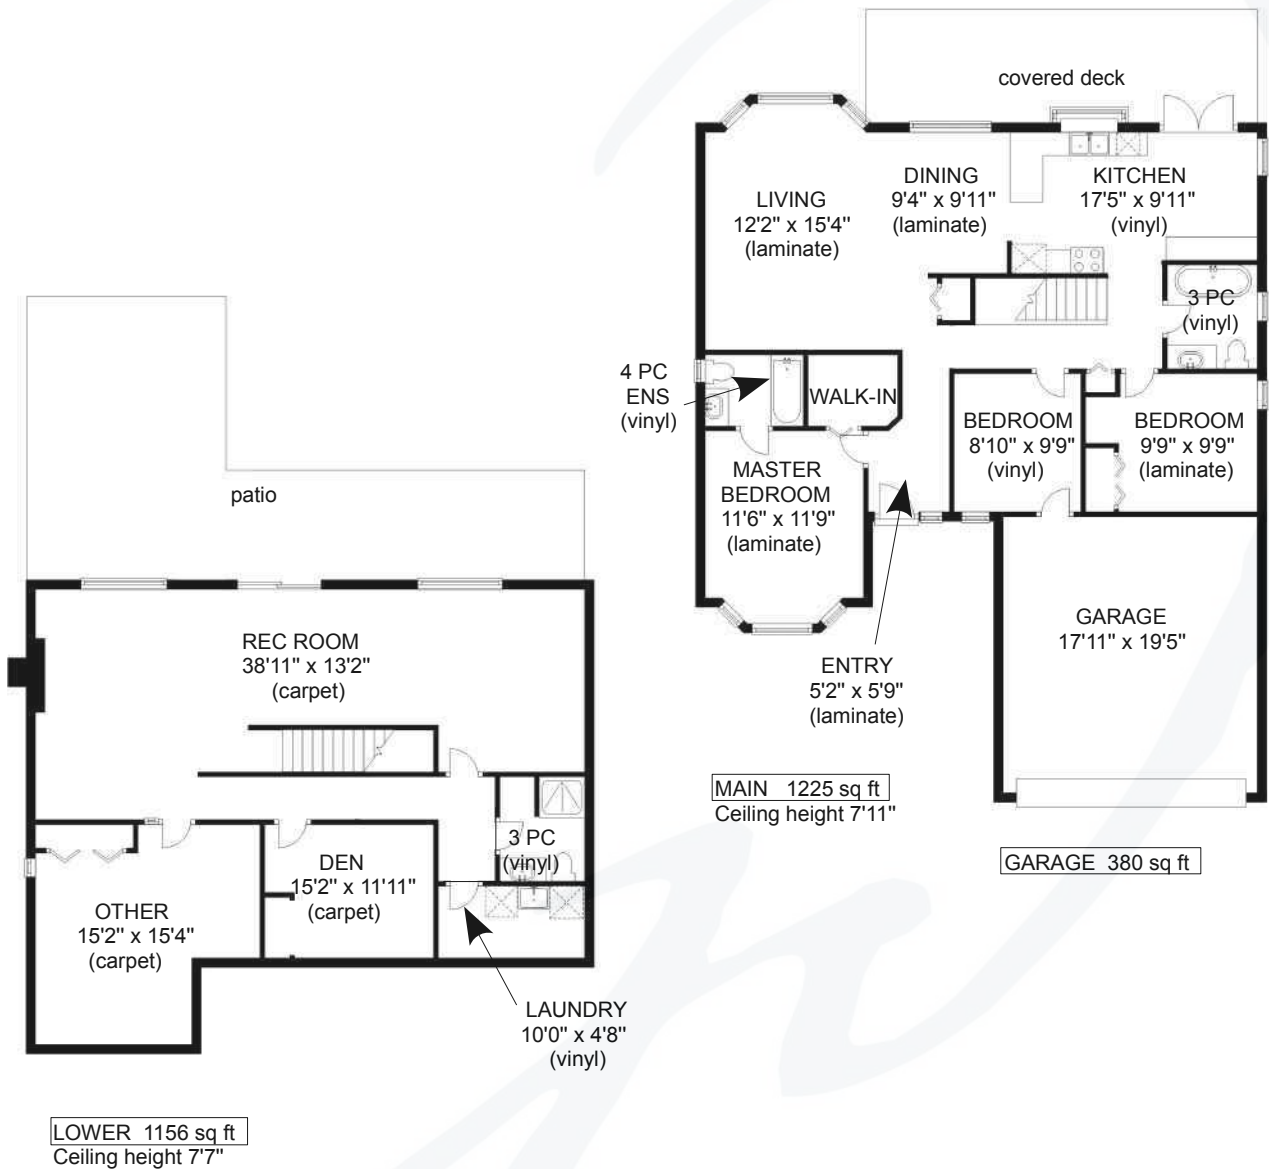 covered deck
LIVING
12'2" x 15'4"
(laminate)
DINING
9'4" x 9'11"
(laminate)
KITCHEN
17'5" x 9'11"
(vinyl)
3 PC
(vinyl)
4 PC
ENS
(vinyl)
WALK-IN
BEDROOM
8'10" x 9'9"
(vinyl)
BEDROOM
9'9" x 9'9"
(laminate)
MASTER
BEDROOM
11'6" x 11'9"
(laminate)
ENTRY
5'2" x 5'9"
(laminate)
GARAGE
17'11" x 19'5"
MAIN 1225 sq ft
Ceiling height 7'11"
GARAGE 380 sq ft
patio
REC ROOM
38'11" x 13'2"
(carpet)
3 PC
(vinyl)
DEN
15'2" x 11'11"
(carpet)
OTHER
15'2" x 15'4"
(carpet)
LAUNDRY
10'0" x 4'8"
(vinyl)
LOWER 1156 sq ft
Ceiling height 7'7"